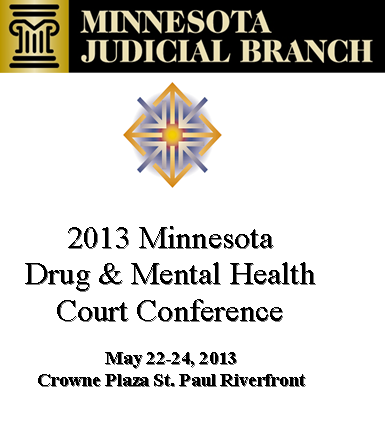 MINNESOTA
JUDICIAL BRANCH
2013 Minnesota
Drug & Mental Health
Court Conference
May 22-24, 2013
Crowne Plaza St. Paul Riverfront